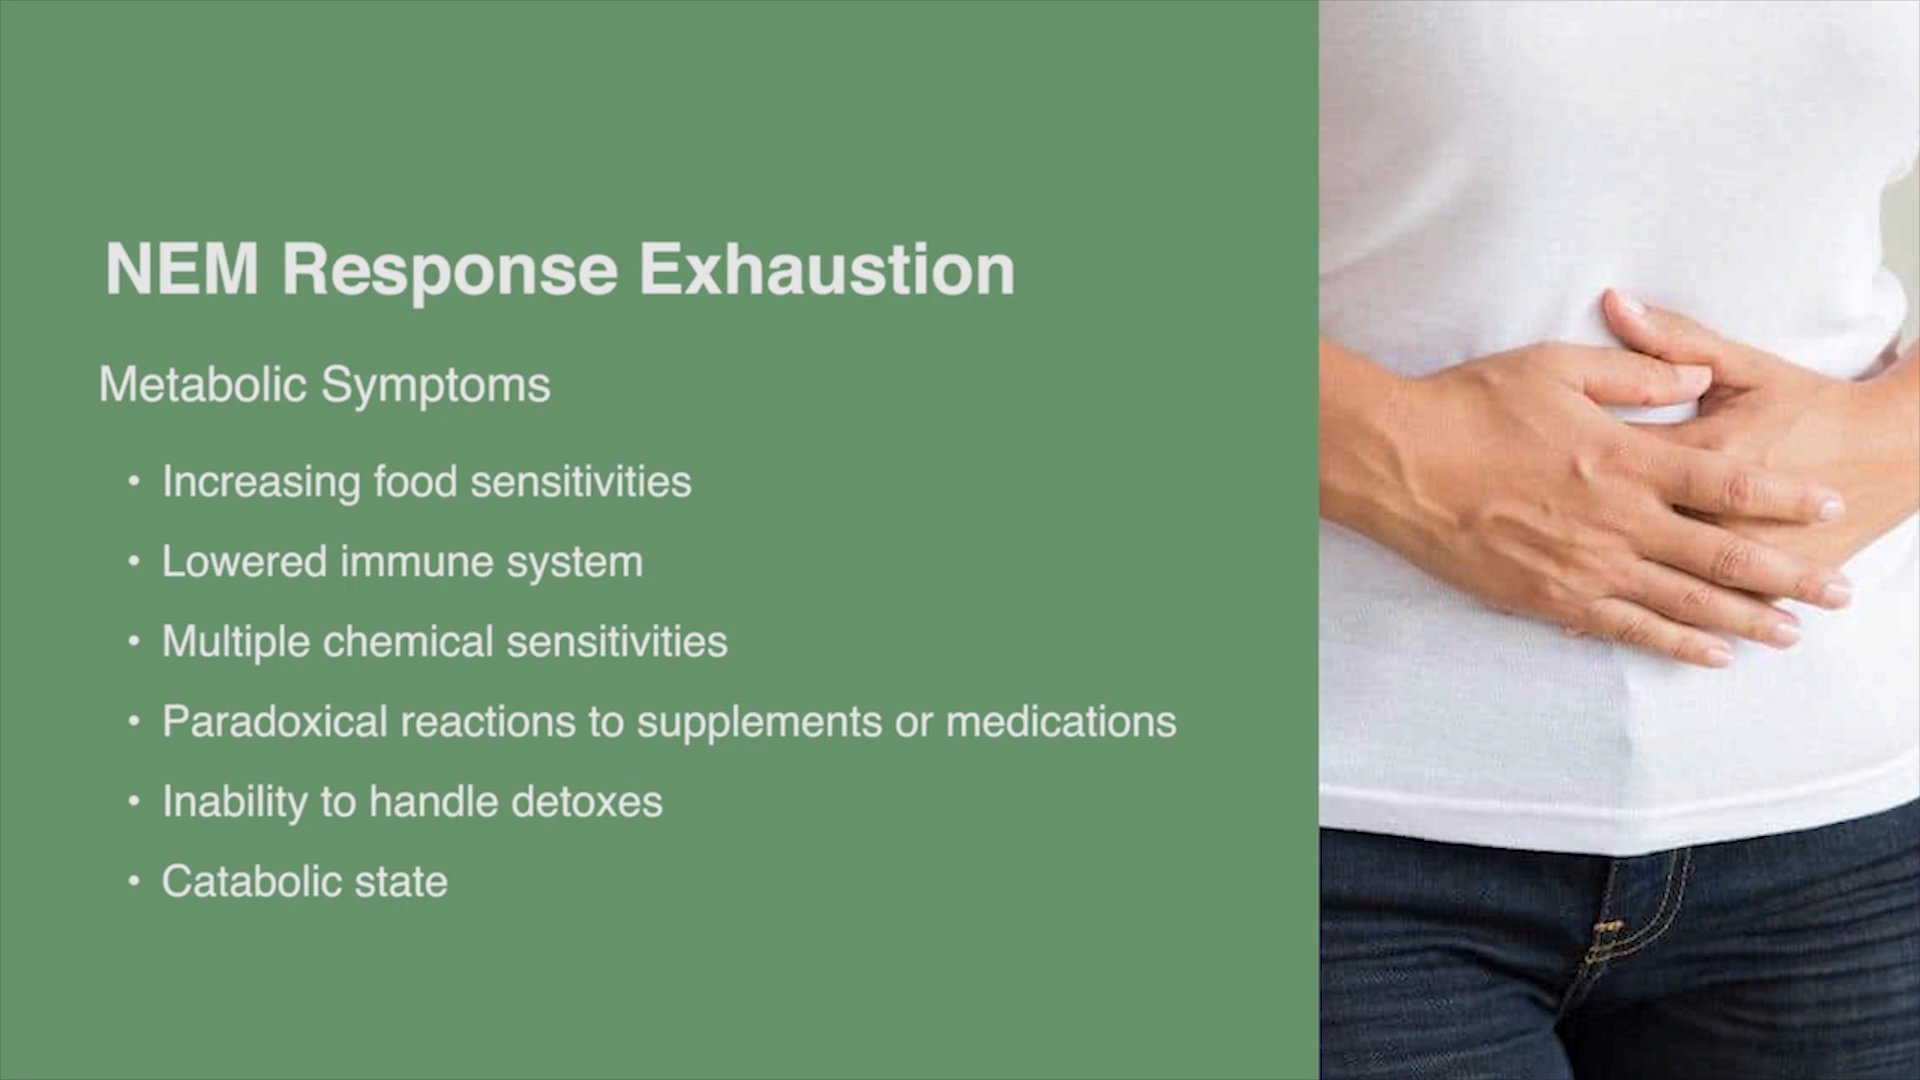 NEM Response Exhaustion
Metabolic Symptoms
• Increasing food sensitivities
• Lowered immune system
• Multiple chemical sensitivities
• Paradoxical reactions to supplements or medications
• Inability to handle detoxes
• Catabolic state